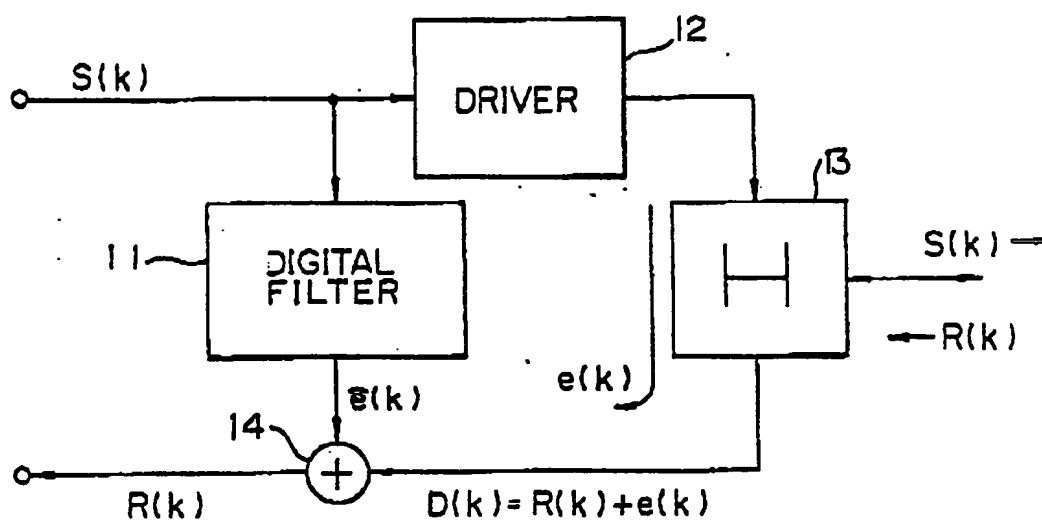 12
S(k)
DRIVER
13
11
DIGITAL
FILTER
H
S(k)
R(k)
e(k)
ē(k)
14
R(k)
D(k)=R(k)+e(k)
+